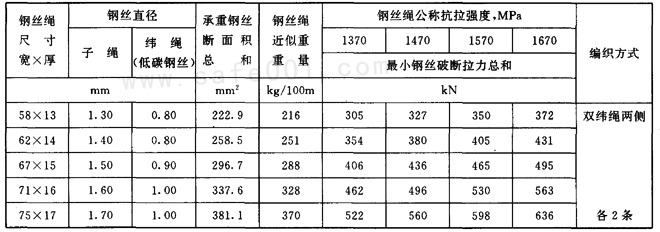 钢丝绳 尺寸 宽×厚 钢丝直径 承重钢丝断面积总和 钢丝绳近似重重量 钢丝绳公称抗拉强度,MPa 编织方式
子绳 纬绳(低碳钢丝) 1370 1470 1570 1670
最小钢丝破断拉力总和
mm mm² kg/100m kN
58×13 1.30 0.80 222.9 216 305 327 350 372 双纬绳两侧
62×14 1.40 0.80 258.5 251 354 380 405 431
67×15 1.50 0.90 296.7 288 406 436 465 495
71×16 1.60 1.00 337.6 328 462 496 530 563
75×17 1.70 1.00 381.1 370 522 560 598 636 各2条